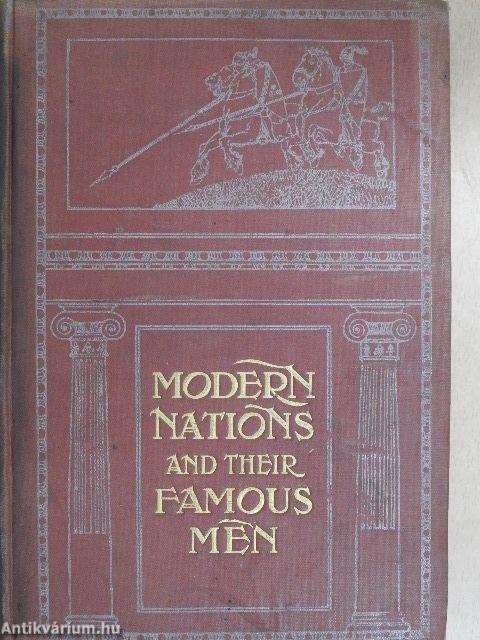 MODERN
NATIONS
AND THEIR
FAMOUS
MEN
Antikvárium.hu